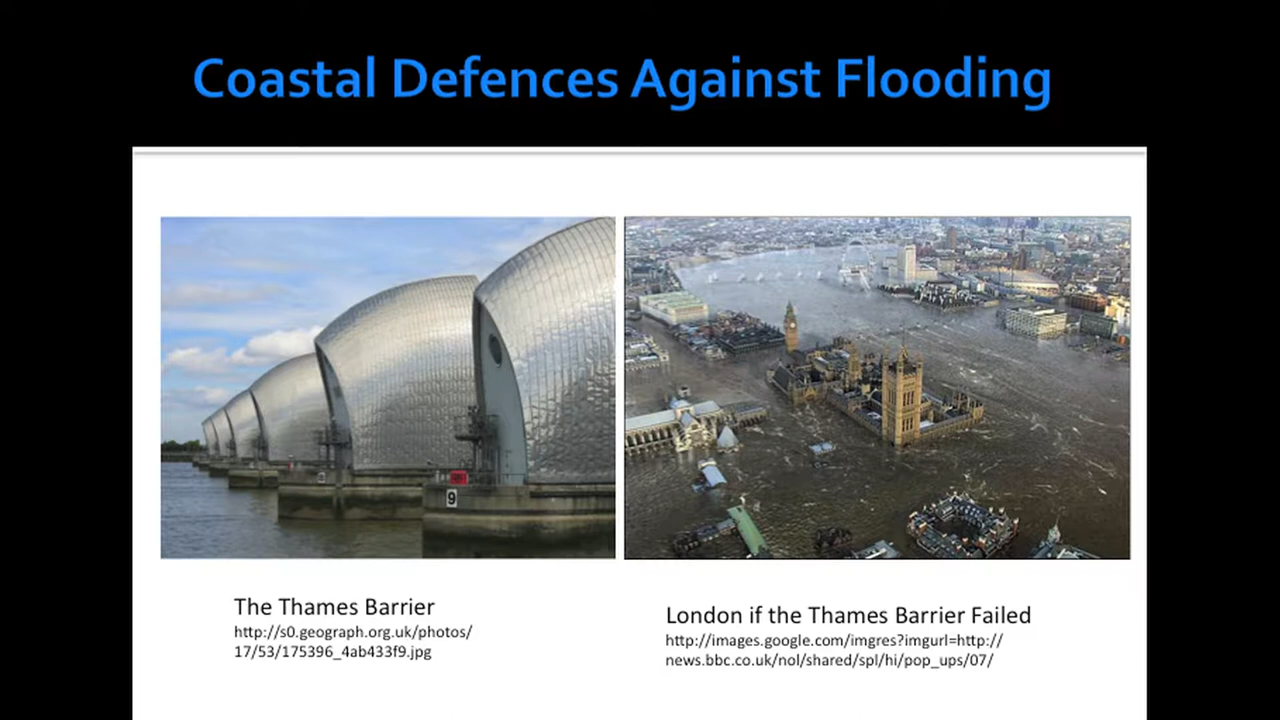 Coastal Defences Against Flooding
9
The Thames Barrier
http://s0.geograph.org.uk/photos/
17/53/175396_4ab433f9.jpg
London if the Thames Barrier Failed
http://images.google.com/imgres?imgurl=http://
news.bbc.co.uk/nol/shared/spl/hi/pop_ups/07/